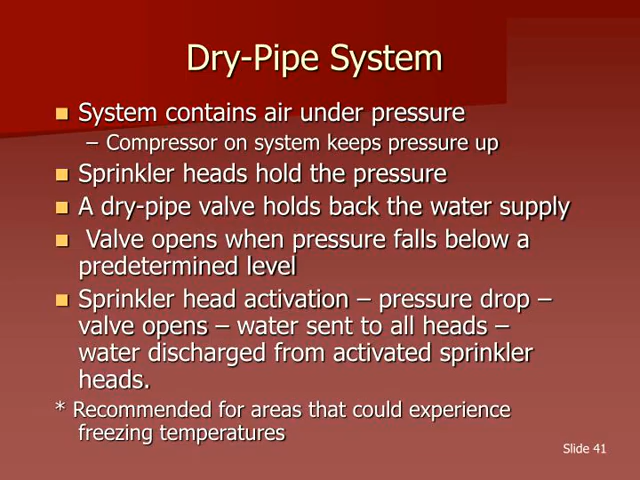 Dry-Pipe System
■ System contains air under pressure
– Compressor on system keeps pressure up
■ Sprinkler heads hold the pressure
■ A dry-pipe valve holds back the water supply
■ Valve opens when pressure falls below a
predetermined level
■ Sprinkler head activation – pressure drop –
valve opens – water sent to all heads –
water discharged from activated sprinkler
heads.
* Recommended for areas that could experience
freezing temperatures
Slide 41